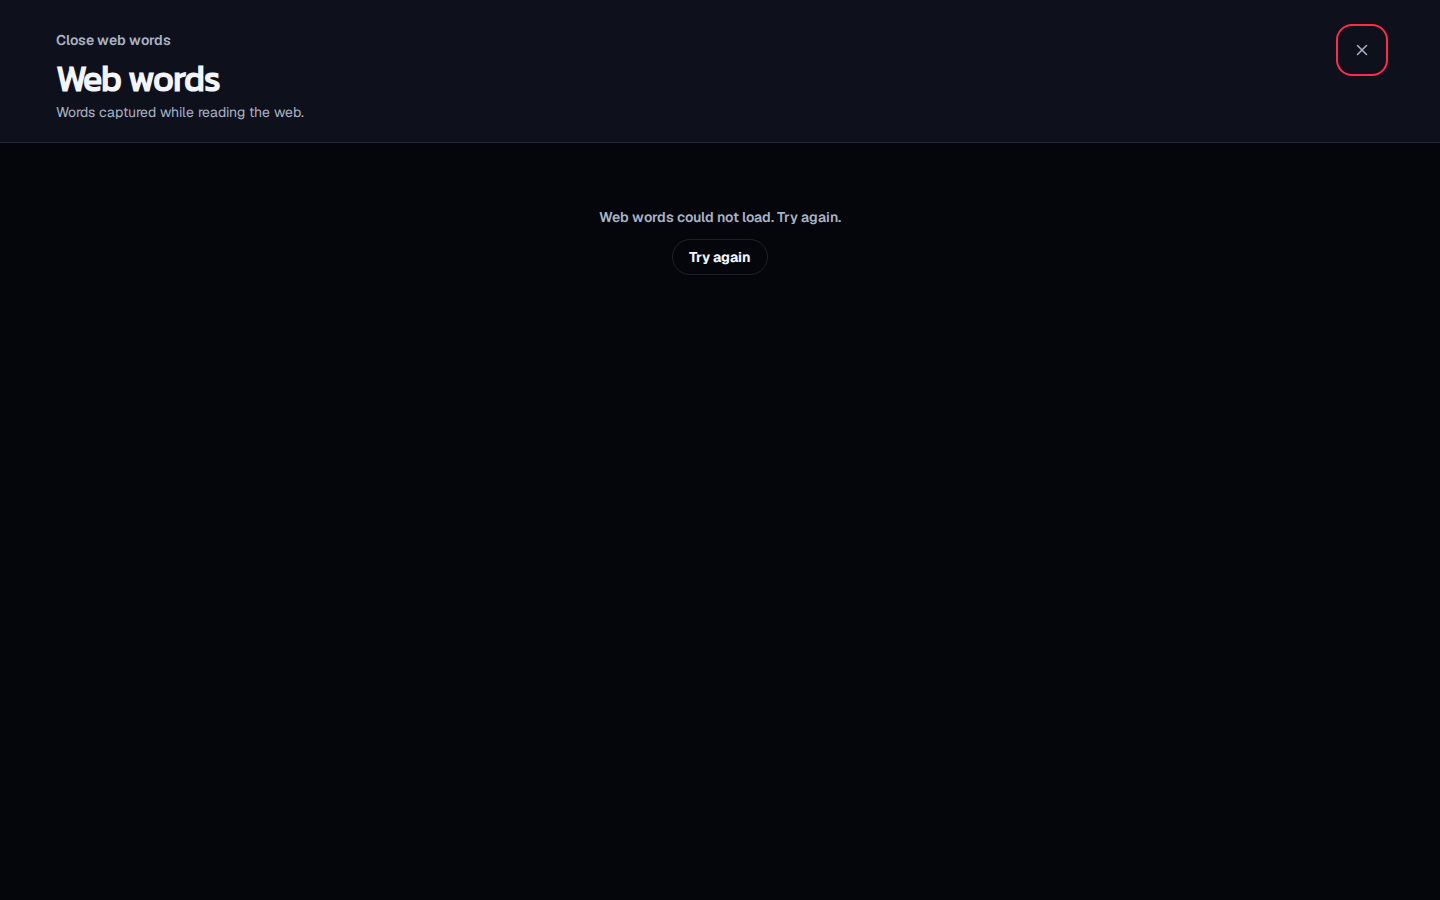 Close web words
Web words
Words captured while reading the web.
Web words could not load. Try again.
Try again